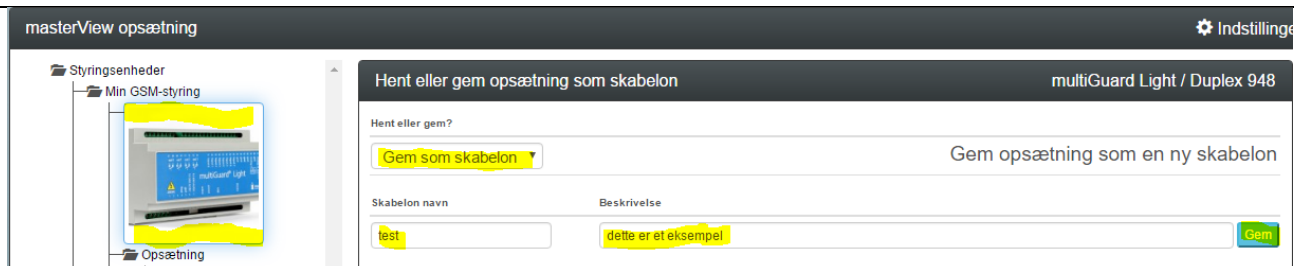 masterView opsætning
Indstillinge
Styringsenheder
Min GSM-styring
multiGuard Light
Opsætning
Hent eller gem opsætning som skabelon
multiGuard Light / Duplex 948
Hent eller gem?
Gem som skabelon
Gem opsætning som en ny skabelon
Skabelon navn
Beskrivelse
test
dette er et eksempel
Gem